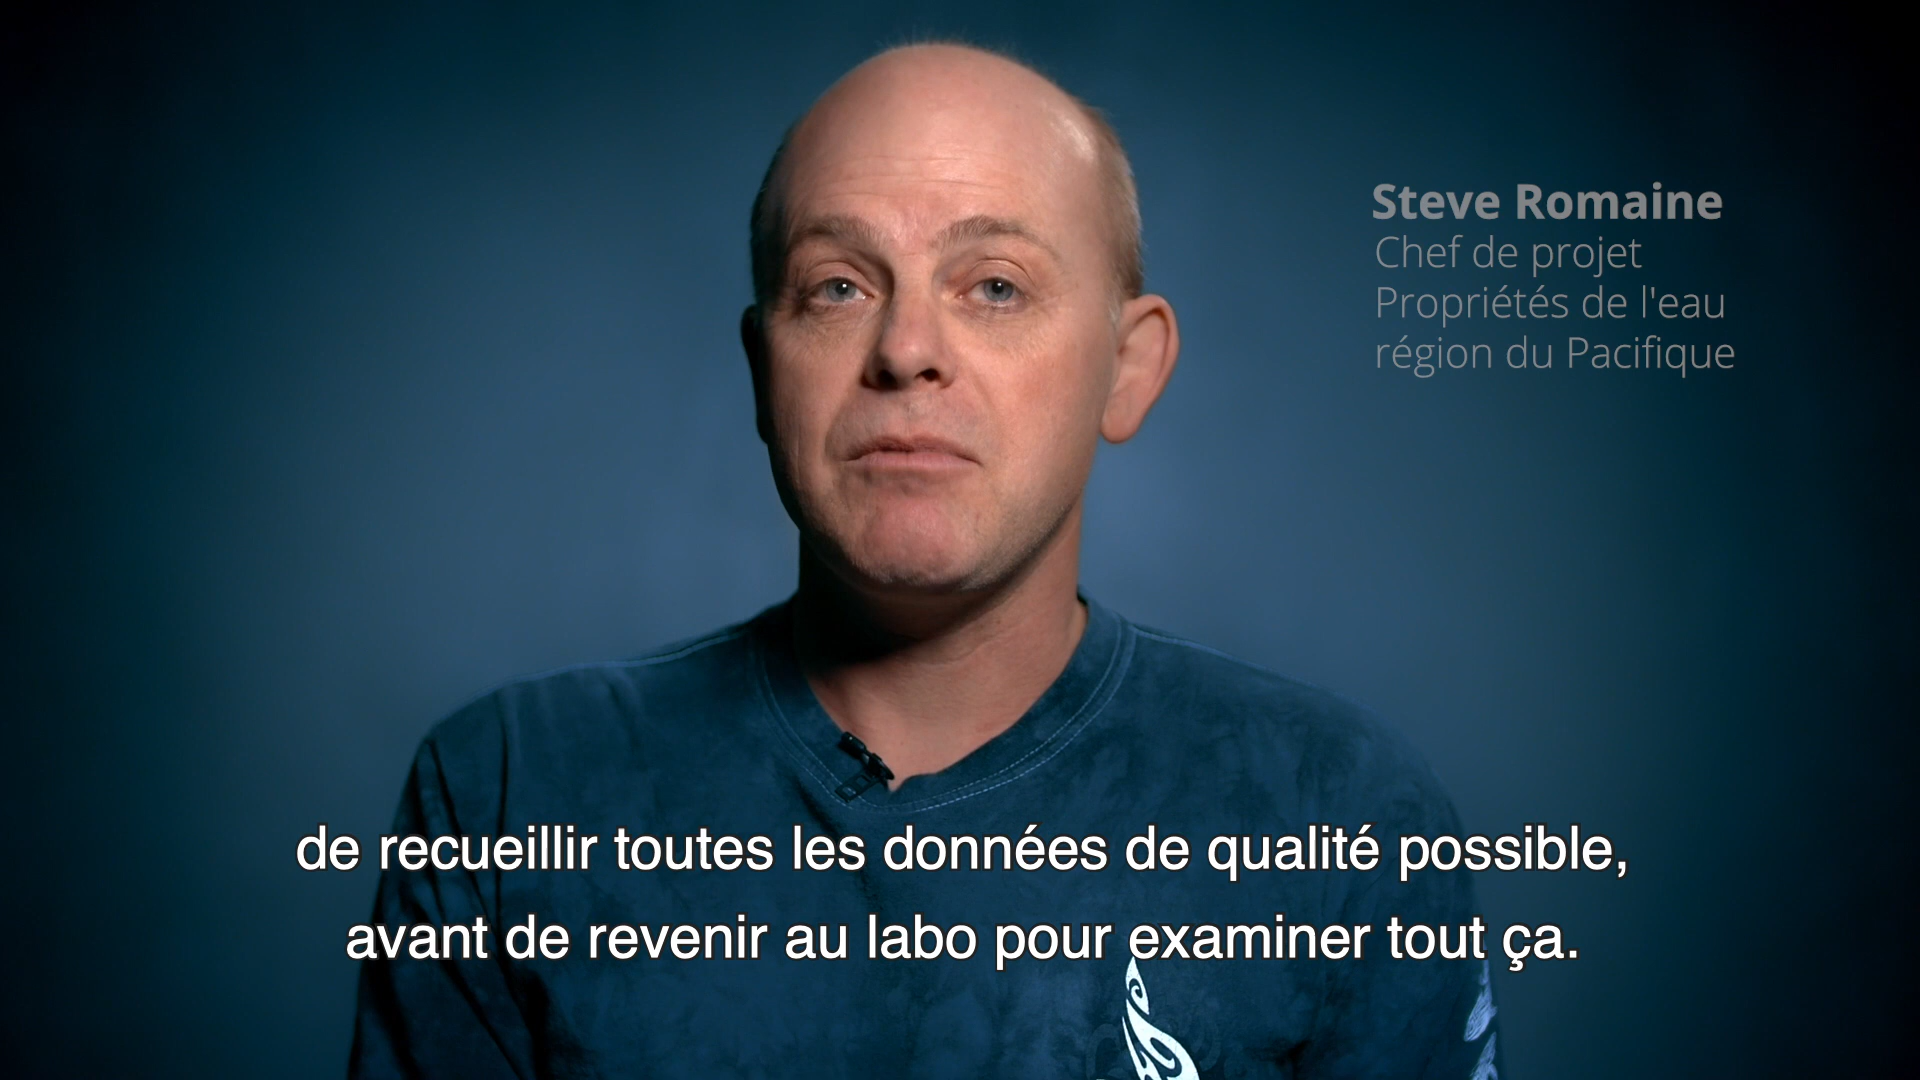 Steve Romaine
Chef de projet
Propriétés de l'eau
région du Pacifique
de recueillir toutes les données de qualité possible,
avant de revenir au labo pour examiner tout ça.